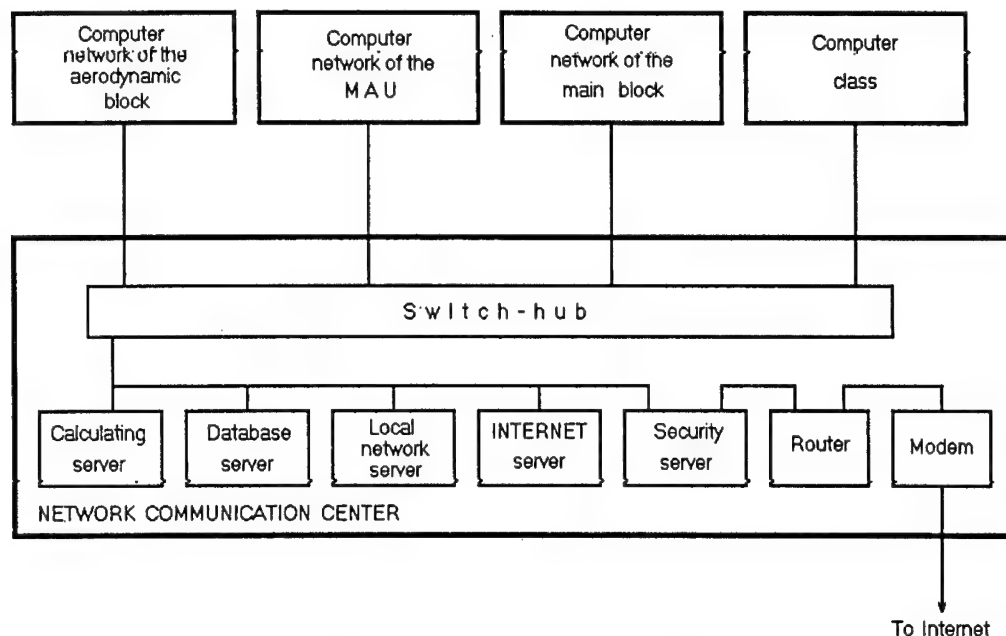 Computer
network of the
aerodynamic
block
Computer
network of the
M A U
Computer
network of the
main block
Computer
class
Switch-hub
Calculating
server
Database
server
Local
network
server
INTERNET
server
Security
server
Router
Modem
NETWORK COMMUNICATION CENTER
To Internet